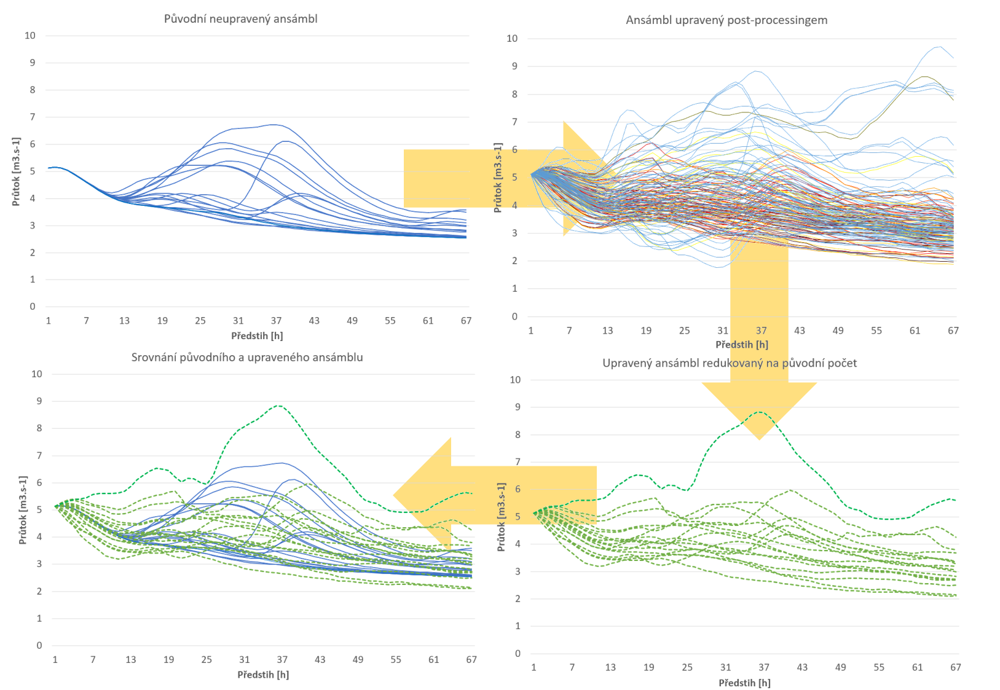 Původní neupravený ansámbl
10
9
8
7
6
5
4
3
2
1
0
Průtok [m3.s-1]
1 7 13 19 25 31 37 43 49 55 61 67
Předstih [h]
Ansámbl upravený post-processingem
10
9
8
7
6
5
4
3
2
1
0
Průtok [m3.s-1]
1 7 13 19 25 31 37 43 49 55 61 67
Předstih [h]
Srovnání původního a upraveného ansámblu
10
9
8
7
6
5
4
3
2
1
0
Průtok [m3.s-1]
1 7 13 19 25 31 37 43 49 55 61 67
Předstih [h]
Upravený ansámbl redukovaný na původní počet
10
9
8
7
6
5
4
3
2
1
0
Průtok [m3.s-1]
1 7 13 19 25 31 37 43 49 55 61 67
Předstih [h]